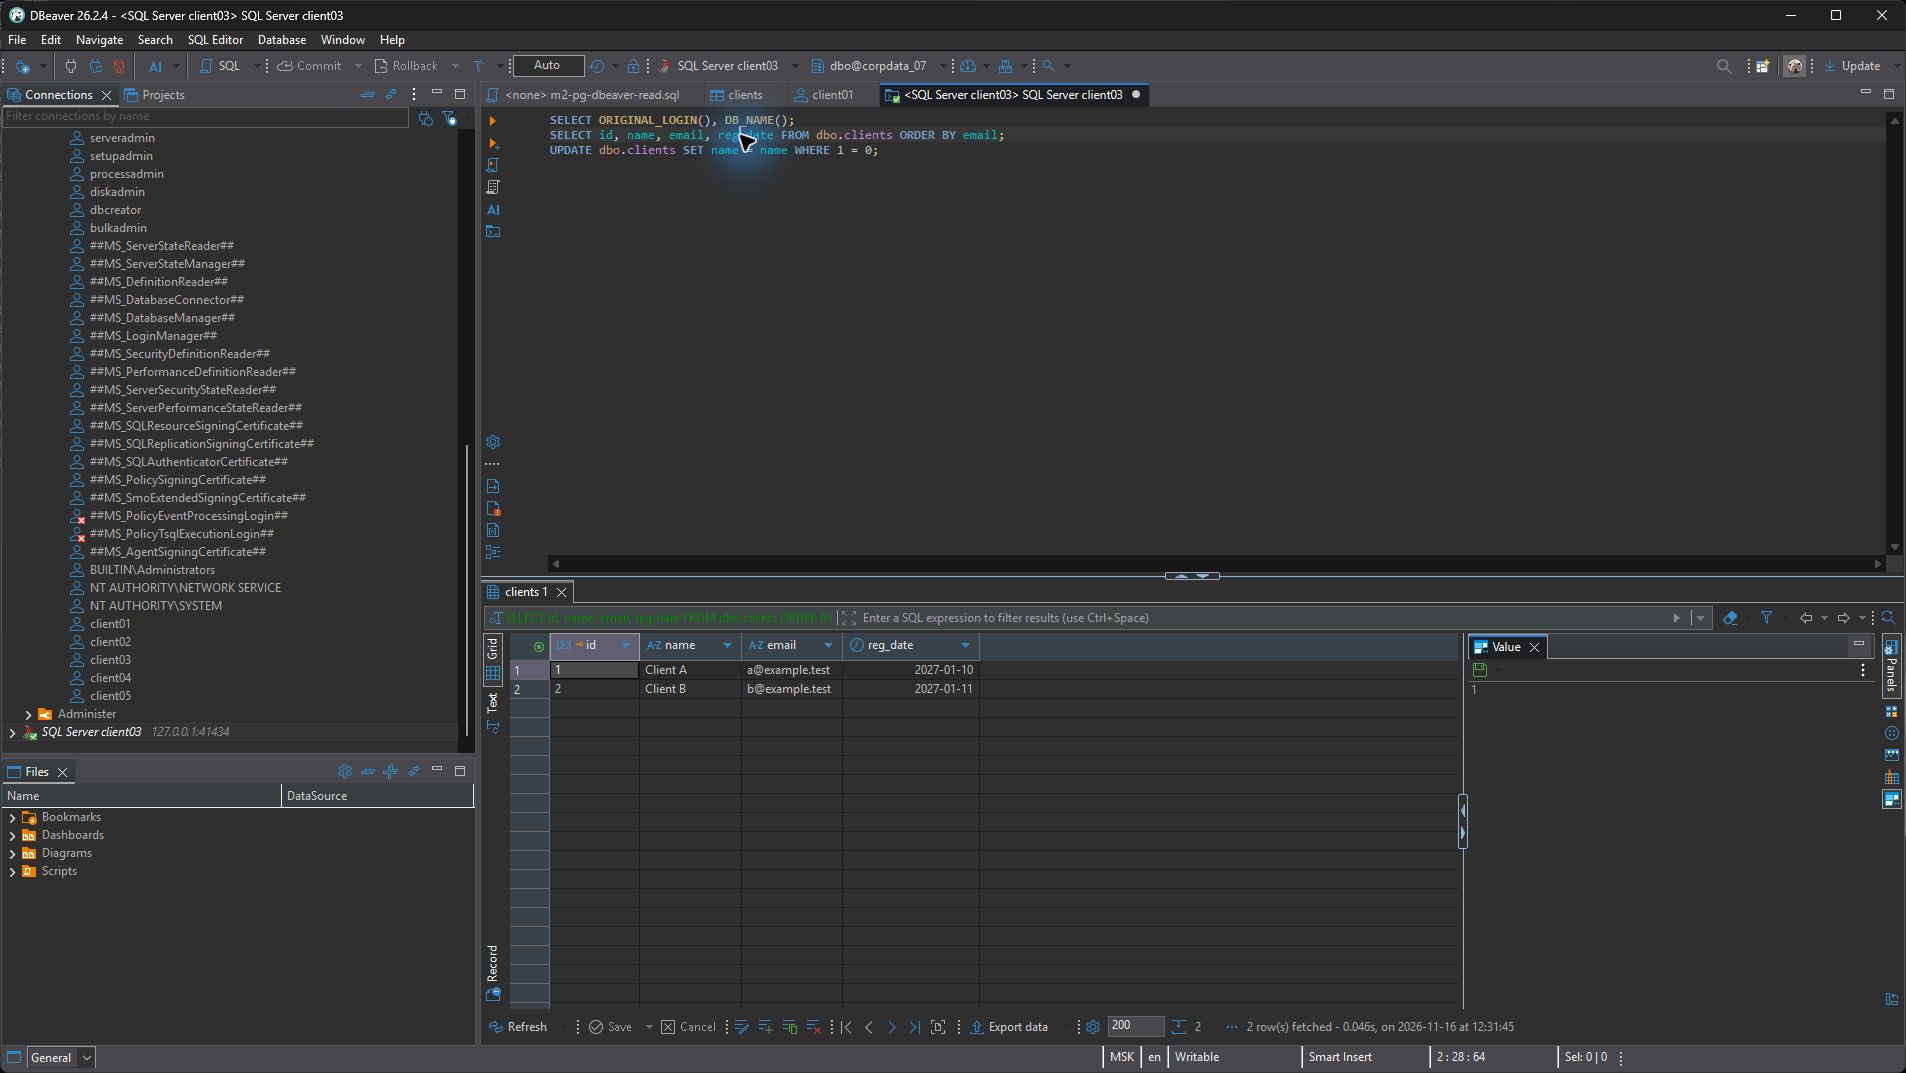 DBeaver 26.2.4 - <SQL Server client03> SQL Server client03
File Edit Navigate Search SQL Editor Database Window Help
AI SQL Commit Rollback T Auto SQL Server client03 dbo@corpdata_07 Update
Connections Projects
Filter connections by name
serveradmin
setupadmin
processadmin
diskadmin
dbcreator
bulkadmin
##MS_ServerStateReader##
##MS_ServerStateManager##
##MS_DefinitionReader##
##MS_DatabaseConnector##
##MS_DatabaseManager##
##MS_LoginManager##
##MS_SecurityDefinitionReader##
##MS_PerformanceDefinitionReader##
##MS_ServerSecurityStateReader##
##MS_ServerPerformanceStateReader##
##MS_SQLResourceSigningCertificate##
##MS_SQLReplicationSigningCertificate##
##MS_SQLAuthenticatorCertificate##
##MS_PolicySigningCertificate##
##MS_SmoExtendedSigningCertificate##
##MS_PolicyEventProcessingLogin##
##MS_PolicyTsqlExecutionLogin##
##MS_AgentSigningCertificate##
BUILTIN\Administrators
NT AUTHORITY\NETWORK SERVICE
NT AUTHORITY\SYSTEM
client01
client02
client03
client04
client05
Administer
SQL Server client03 127.0.0.1:41434
Files
Name DataSource
Bookmarks
Dashboards
Diagrams
Scripts
General
<none> m2-pg-dbeaver-read.sql clients client01 <SQL Server client03> SQL Server client03
SELECT ORIGINAL_LOGIN(), DB_NAME();
SELECT id, name, email, reg_date FROM dbo.clients ORDER BY email;
UPDATE dbo.clients SET name = name WHERE 1 = 0;
AI
clients 1
SELECT id, name, email, reg_date FROM dbo.clients ORDER BY Enter a SQL expression to filter results (use Ctrl+Space)
Grid
Text
Record
123 id A-Z name A-Z email reg_date
1 1 Client A a@example.test 2027-01-10
2 2 Client B b@example.test 2027-01-11
Value
1
Panels
Refresh Save Cancel Export data 200 2 2 row(s) fetched - 0.046s, on 2026-11-16 at 12:31:45
MSK en Writable Smart Insert 2 : 28 : 64 Sel: 0 | 0